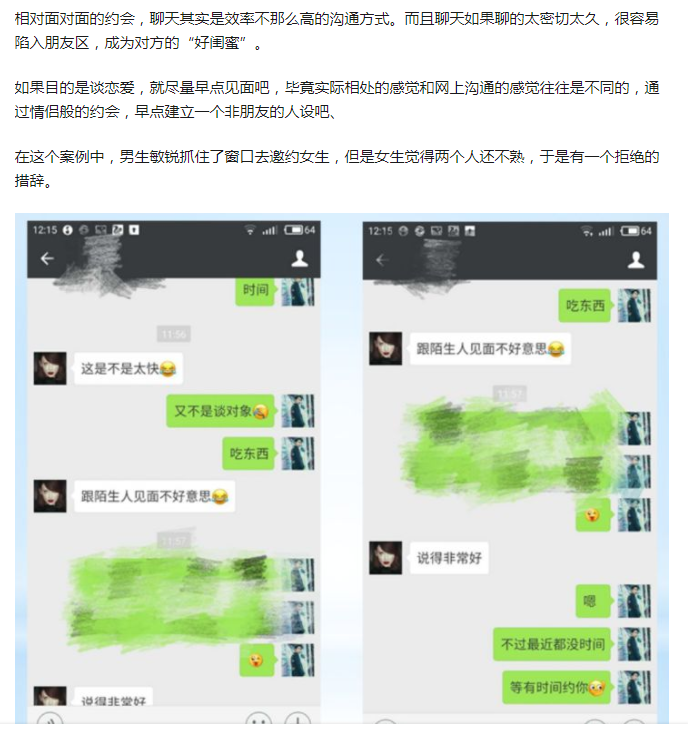 相对面对面的约会，聊天其实是效率不那么高的沟通方式。而且聊天如果聊的太密切太久，很容易
陷入朋友区，成为对方的“好闺蜜”。
如果目的是谈恋爱，就尽量早点见面吧，毕竟实际相处的感觉和网上沟通的感觉往往是不同的，通
过情侣般的约会，早点建立一个非朋友的人设吧、
在这个案例中，男生敏锐抓住了窗口去邀约女生，但是女生觉得两个人还不熟，于是有一个拒绝的
措辞。
12:15
64
时间
11:56
这是不是太快😂
又不是谈对象
吃东西
跟陌生人见面不好意思😂
11:57
说得非常好
12:15
64
吃东西
跟陌生人见面不好意思😂
11:57
说得非常好
嗯
不过最近都没时间
等有时间约你